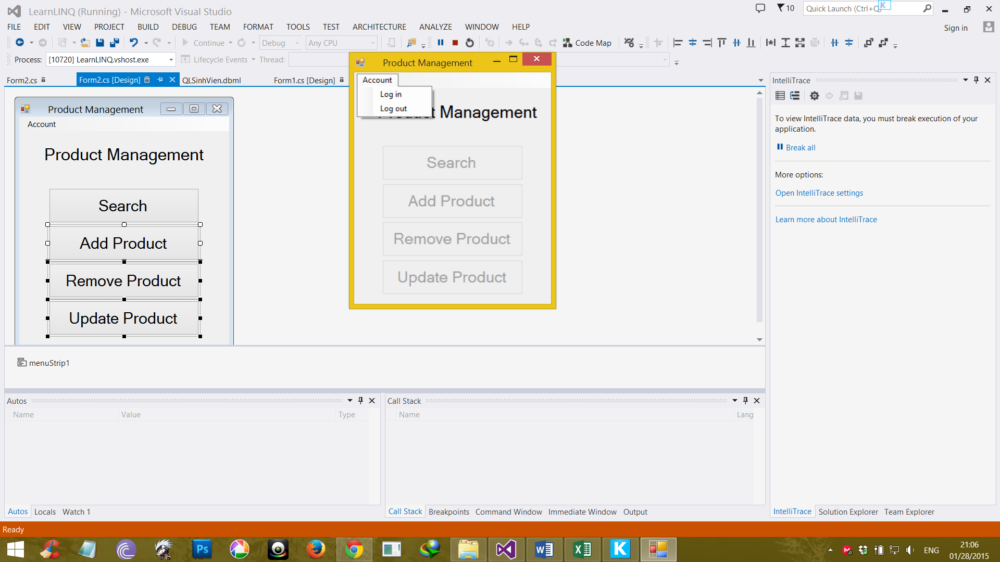 LearnLINQ (Running) - Microsoft Visual Studio
10
Quick Launch (Ctrl+Q)
K
FILE EDIT VIEW PROJECT BUILD DEBUG TEAM FORMAT TOOLS TEST ARCHITECTURE ANALYZE WINDOW HELP
Sign in
Continue
Debug
Any CPU
Code Map
Process: [10720] LearnLINQ.vshost.exe
Lifecycle Events
Thread:
Form2.cs
Form2.cs [Design]
QLSinhVien.dbml
Form1.cs [Design]
Product Management
Account
Product Management
Search
Add Product
Remove Product
Update Product
Product Management
Account
Log in
Log out
t Management
Search
Add Product
Remove Product
Update Product
menuStrip1
IntelliTrace
To view IntelliTrace data, you must break execution of your
application.
Break all
More options:
Open IntelliTrace settings
Learn more about IntelliTrace
Autos
Name Value Type
Autos Locals Watch 1
Call Stack
Name Lang
Call Stack Breakpoints Command Window Immediate Window Output
IntelliTrace Solution Explorer Team Explorer
Ready
Ps
K
ENG
21:06
01/28/2015